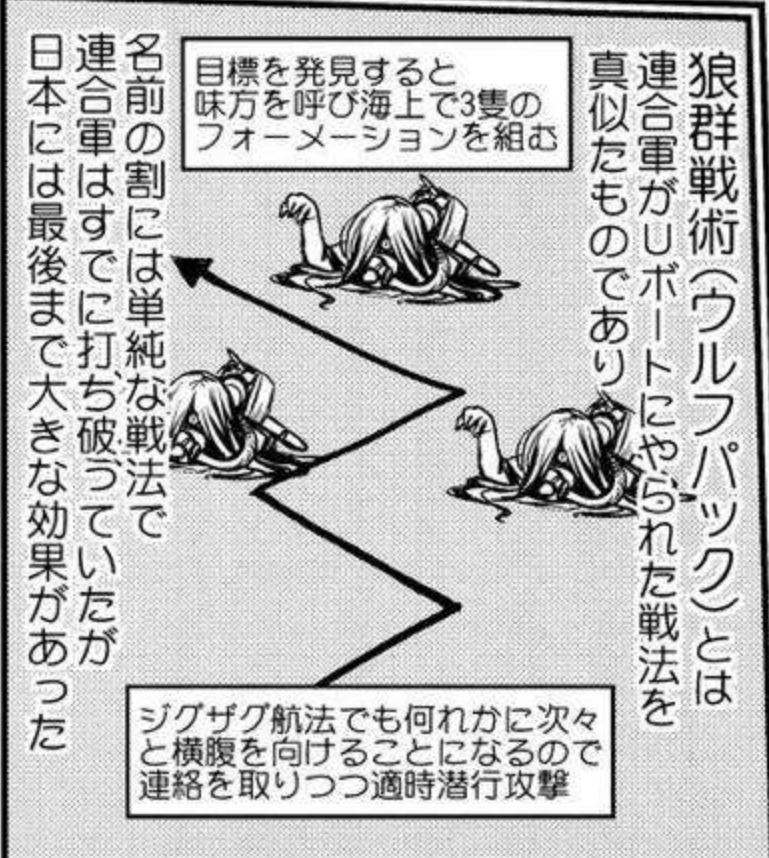 狼群戦術（ウルフパック）とは
連合軍がUボートにやられた戦法を
真似たものであり
目標を発見すると
味方を呼び海上で3隻の
フォーメーションを組む
ジグザグ航法でも何れかに次々
と横腹を向けることになるので
連絡を取りつつ適時潜行攻撃
名前の割には単純な戦法で
連合軍はすでに打ち破っていたが
日本には最後まで大きな効果があった